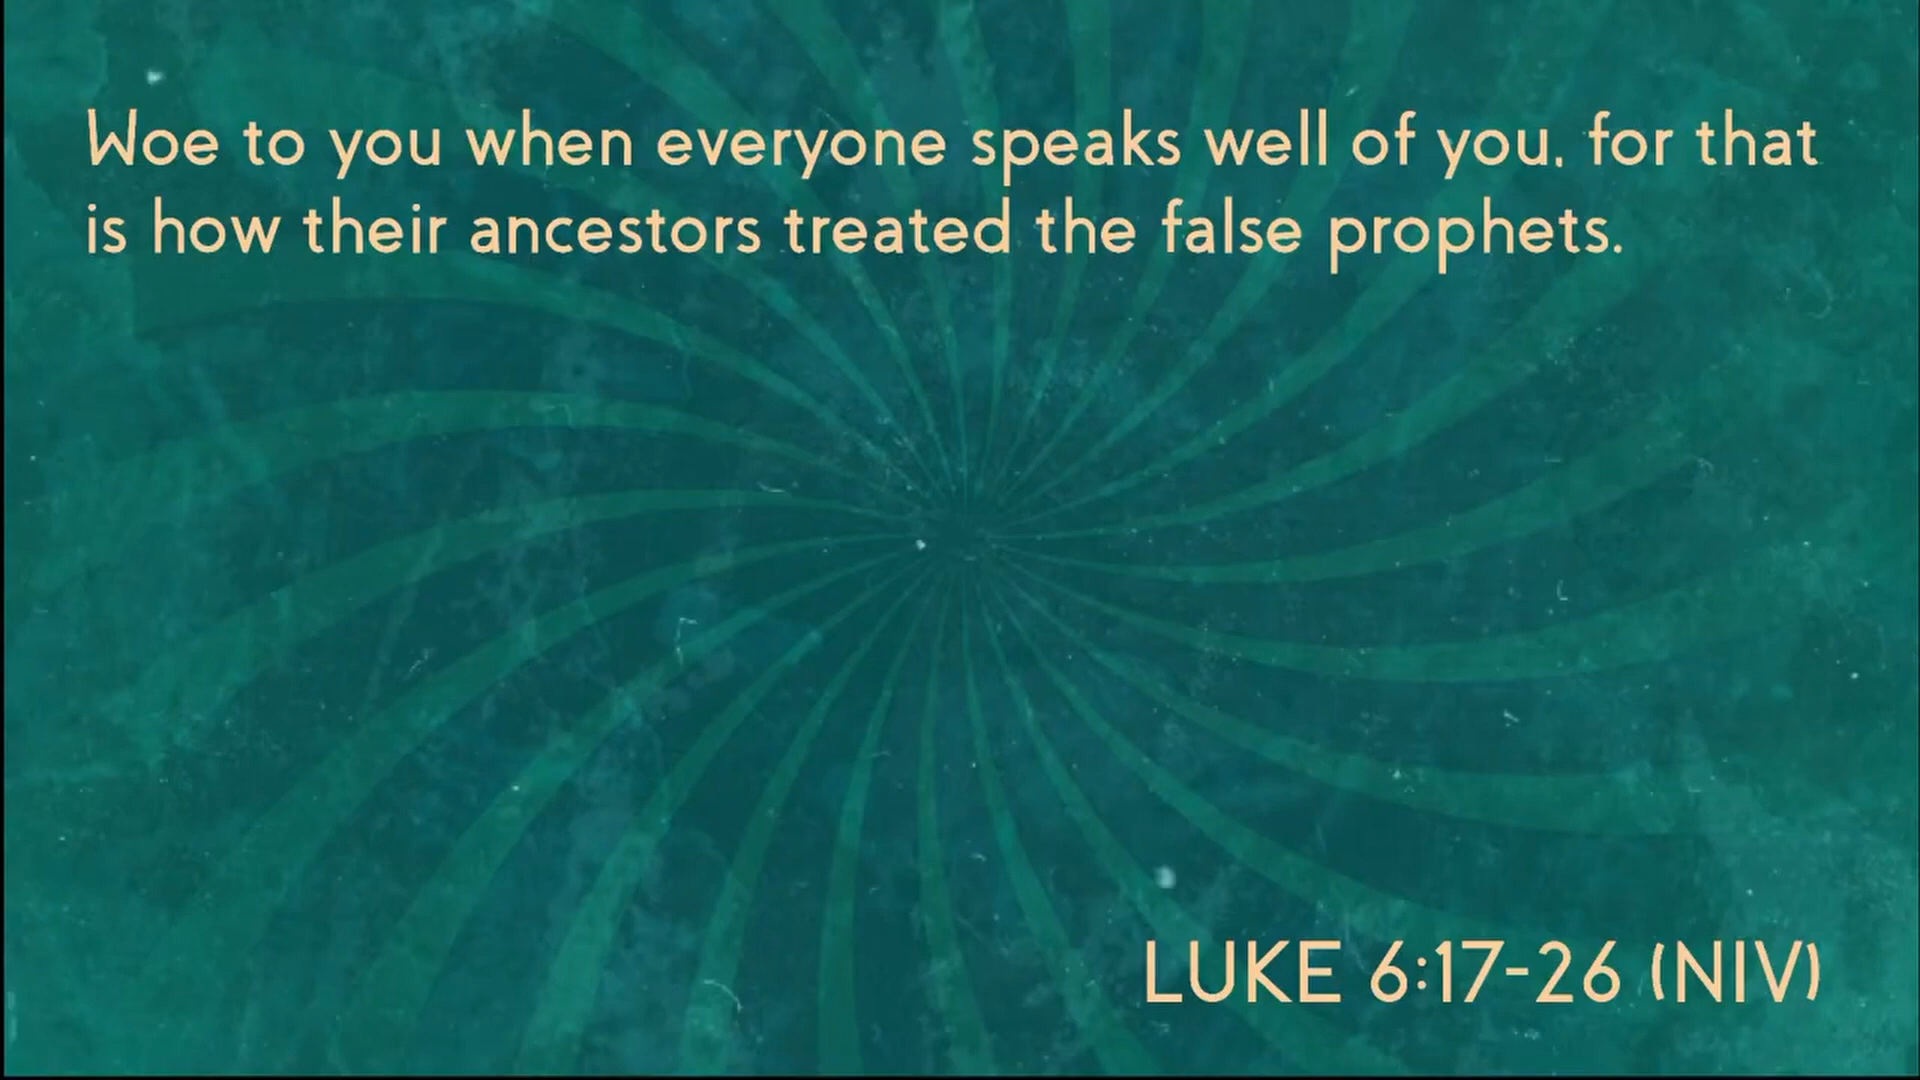 Woe to you when everyone speaks well of you, for that
is how their ancestors treated the false prophets.
LUKE 6:17-26 (NIV)